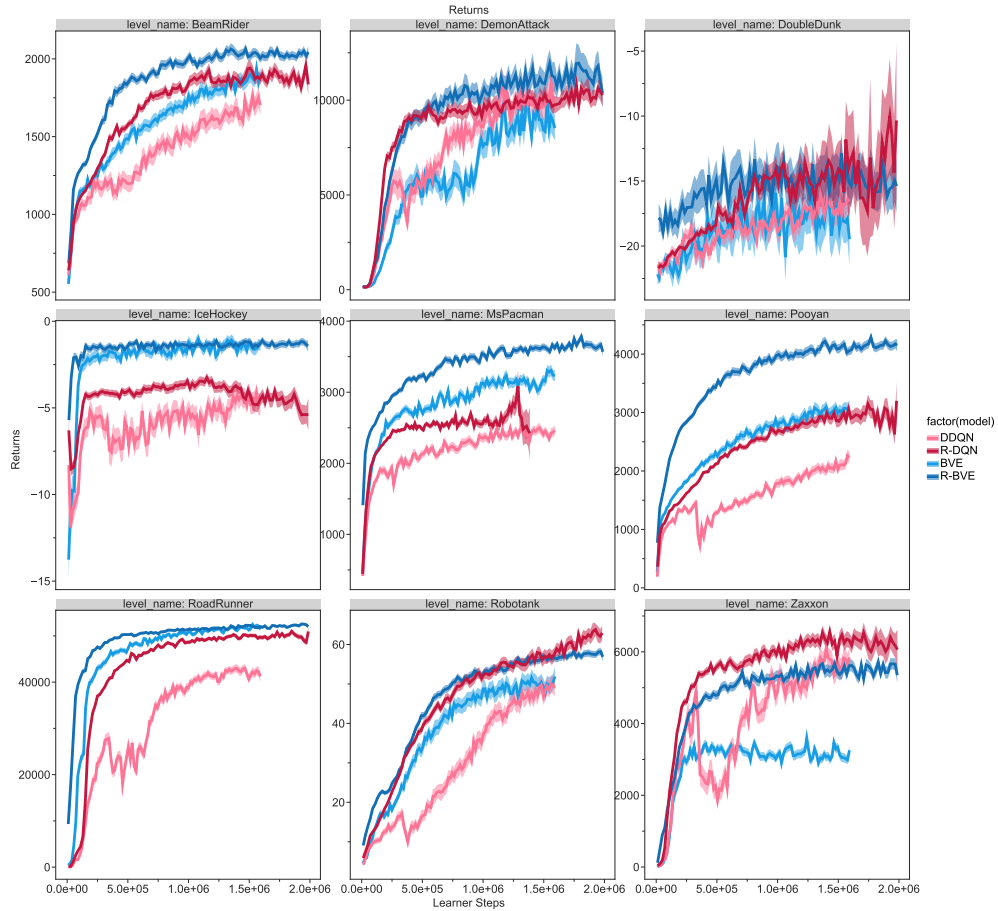 Returns
level_name: BeamRider
level_name: DemonAttack
level_name: DoubleDunk
2000
1500
1000
500
10000
5000
0
−5
−10
−15
−20
level_name: IceHockey
level_name: MsPacman
level_name: Pooyan
0
−5
−10
−15
4000
3000
2000
1000
4000
3000
2000
1000
0
Returns
factor(model)
DDQN
R-DQN
BVE
R-BVE
level_name: RoadRunner
level_name: Robotank
level_name: Zaxxon
40000
20000
0
60
40
20
6000
4000
2000
0
0.0e+00 5.0e+05 1.0e+06 1.5e+06 2.0e+06
0.0e+00 5.0e+05 1.0e+06 1.5e+06 2.0e+06
0.0e+00 5.0e+05 1.0e+06 1.5e+06 2.0e+06
Learner Steps